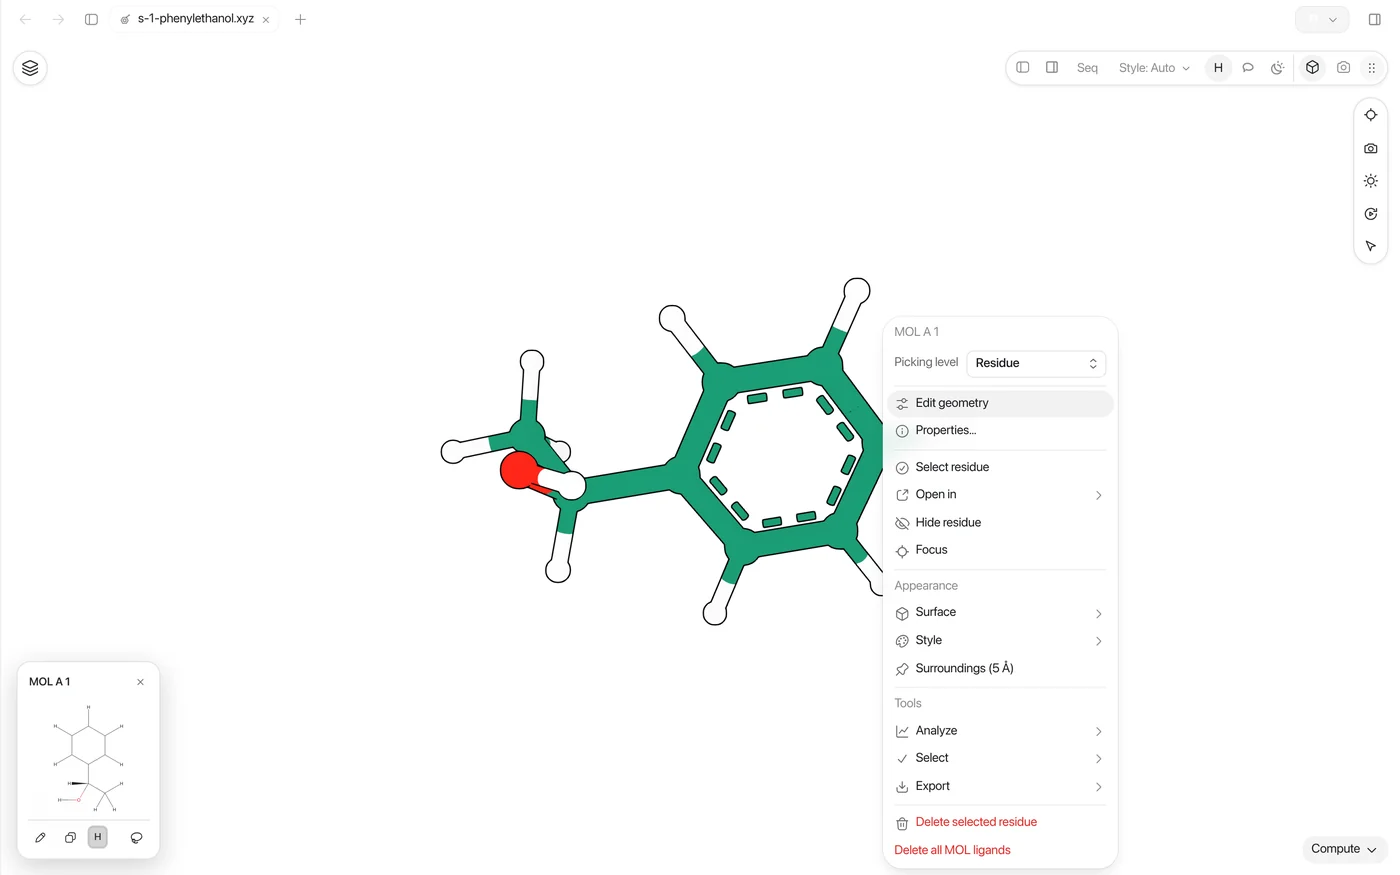 s-1-phenylethanol.xyz
Seq Style: Auto H
MOL A 1
Picking level Residue
Edit geometry
Properties...
Select residue
Open in
Hide residue
Focus
Appearance
Surface
Style
Surroundings (5 Å)
Tools
Analyze
Select
Export
Delete selected residue
Delete all MOL ligands
MOL A 1
H
H H
H H
H H
H O
H H
H
Compute